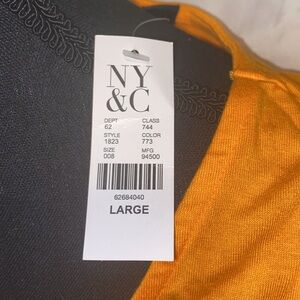 NY
&C
DEPT CLASS
62 744
STYLE COLOR
1823 773
SIZE MFG
008 94500
62684040
LARGE